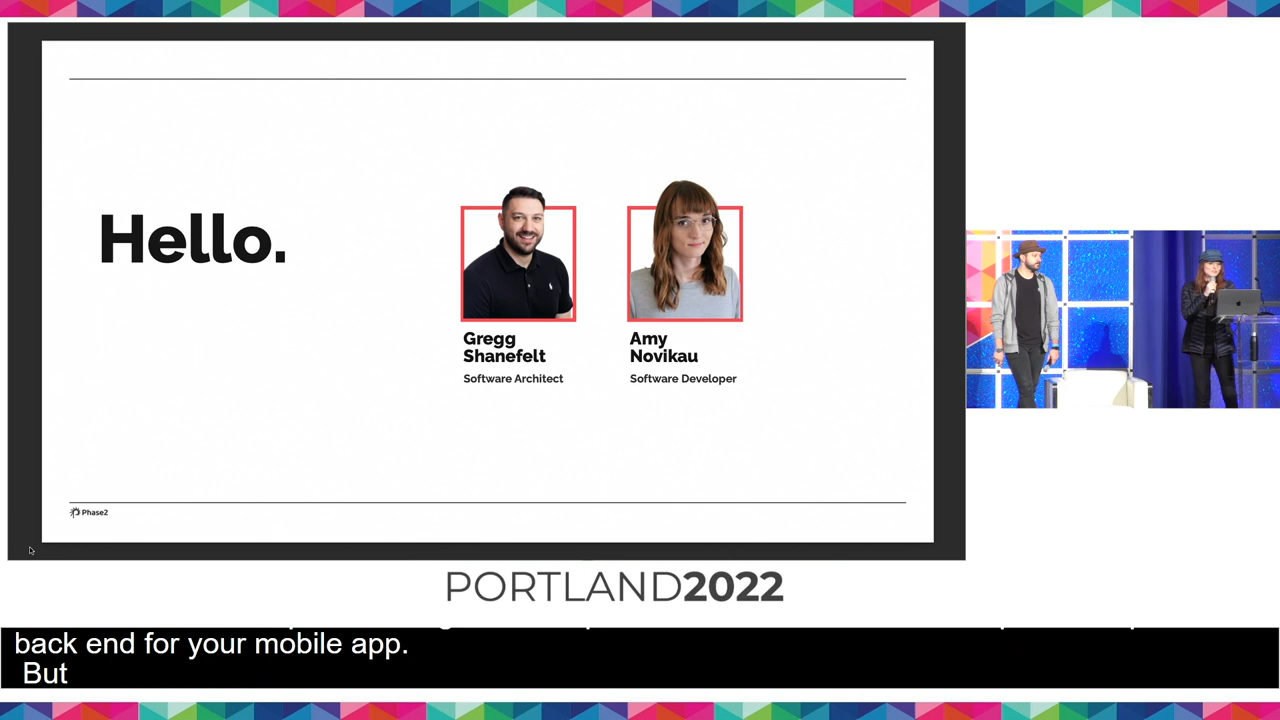 Hello.
Gregg
Shanefelt
Software Architect
Amy
Novikau
Software Developer
Phase2
PORTLAND2022
back end for your mobile app.
But